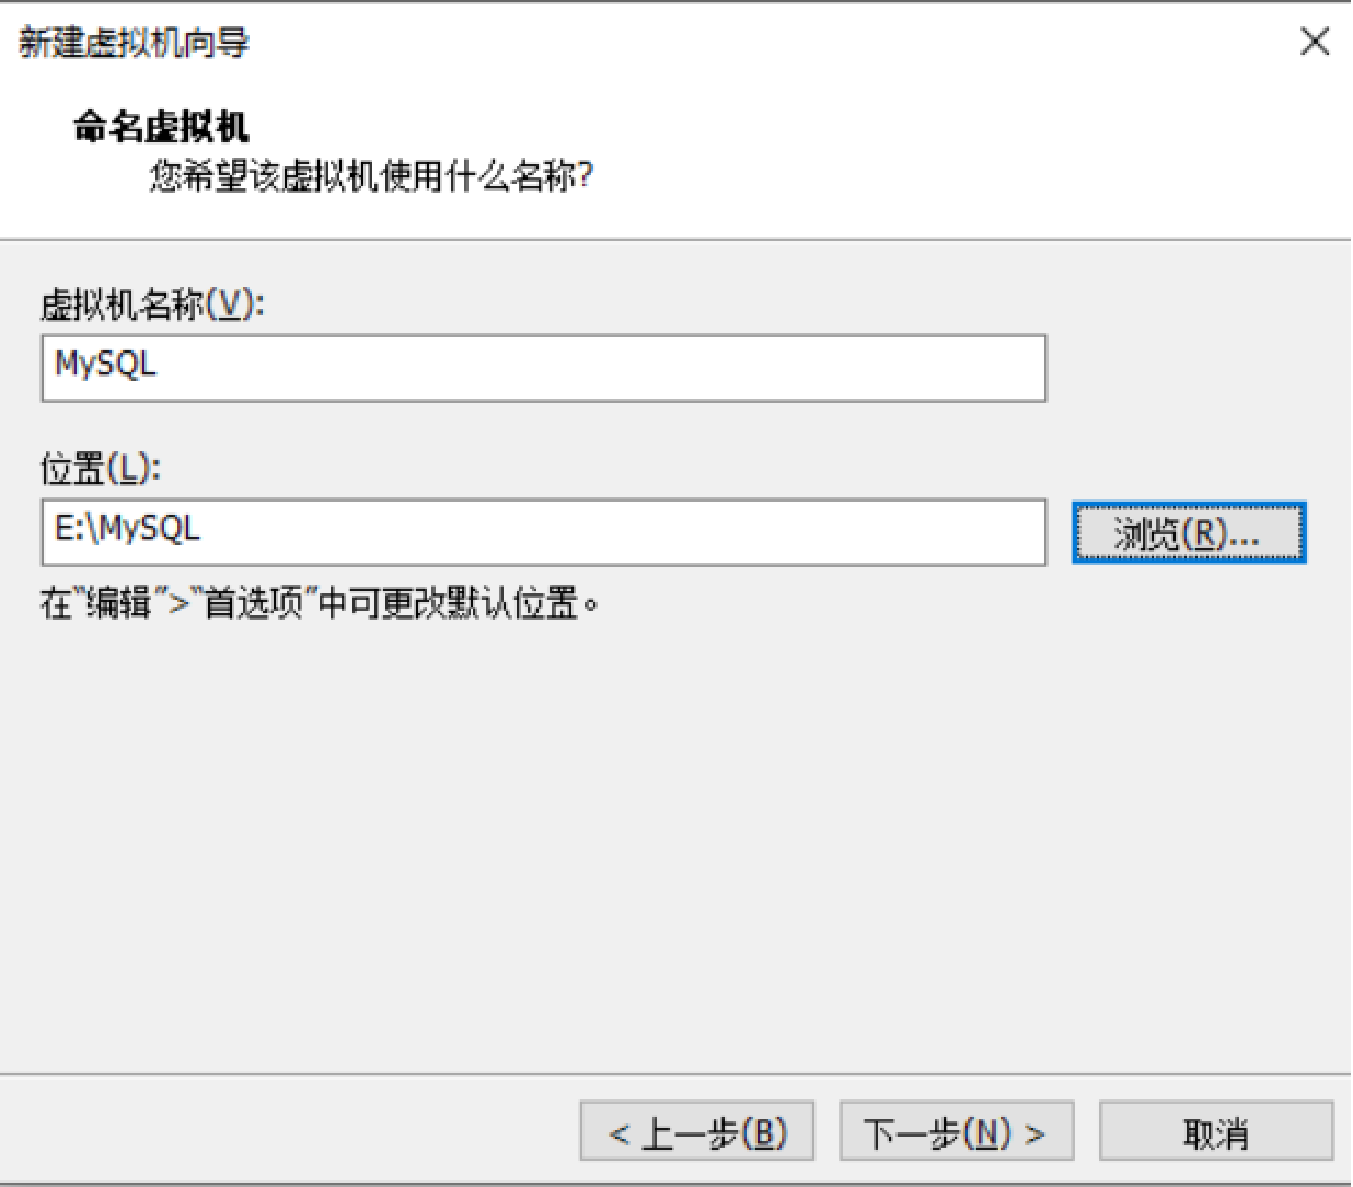 新建虚拟机向导
命名虚拟机
您希望该虚拟机使用什么名称?
虚拟机名称(V):
MySQL
位置(L):
E:\MySQL
浏览(R)...
在"编辑">"首选项"中可更改默认位置。
< 上一步(B)
下一步(N) >
取消